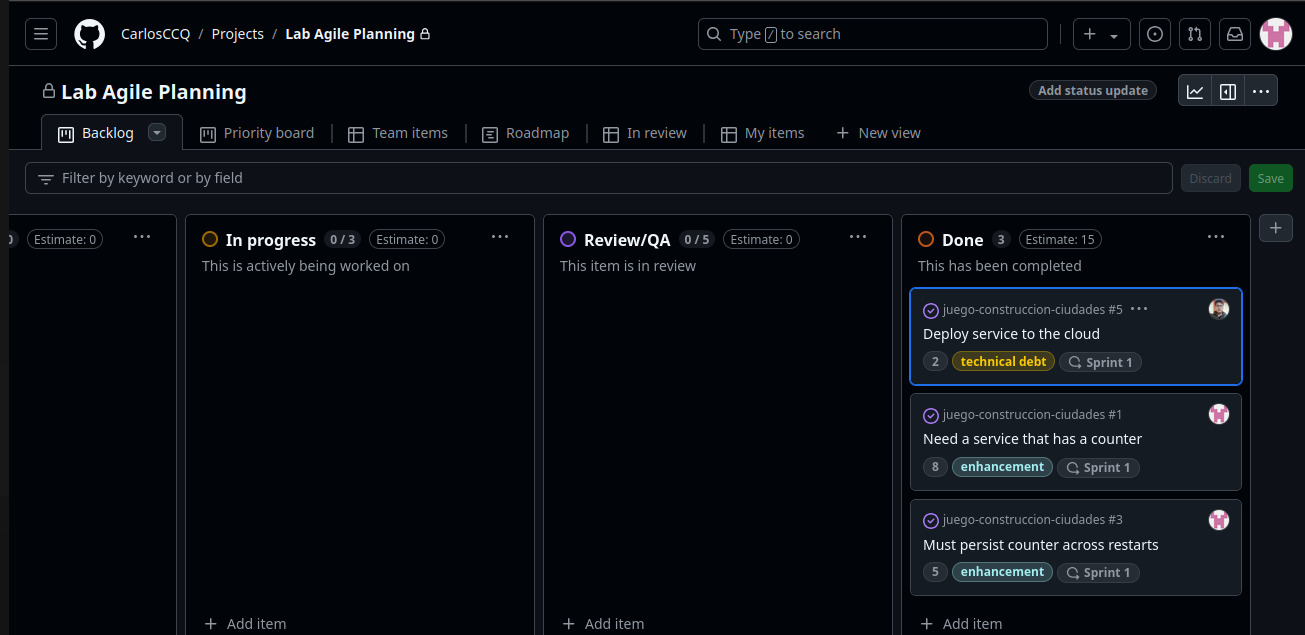 CarlosCCQ / Projects / Lab Agile Planning
Type / to search
Lab Agile Planning
Add status update
Backlog
Priority board
Team items
Roadmap
In review
My items
New view
Filter by keyword or by field
Discard
Save
Estimate: 0
In progress 0 / 3 Estimate: 0
This is actively being worked on
Add item
Review/QA 0 / 5 Estimate: 0
This item is in review
Add item
Done 3 Estimate: 15
This has been completed
juego-construccion-ciudades #5
Deploy service to the cloud
2 technical debt Sprint 1
juego-construccion-ciudades #1
Need a service that has a counter
8 enhancement Sprint 1
juego-construccion-ciudades #3
Must persist counter across restarts
5 enhancement Sprint 1
Add item